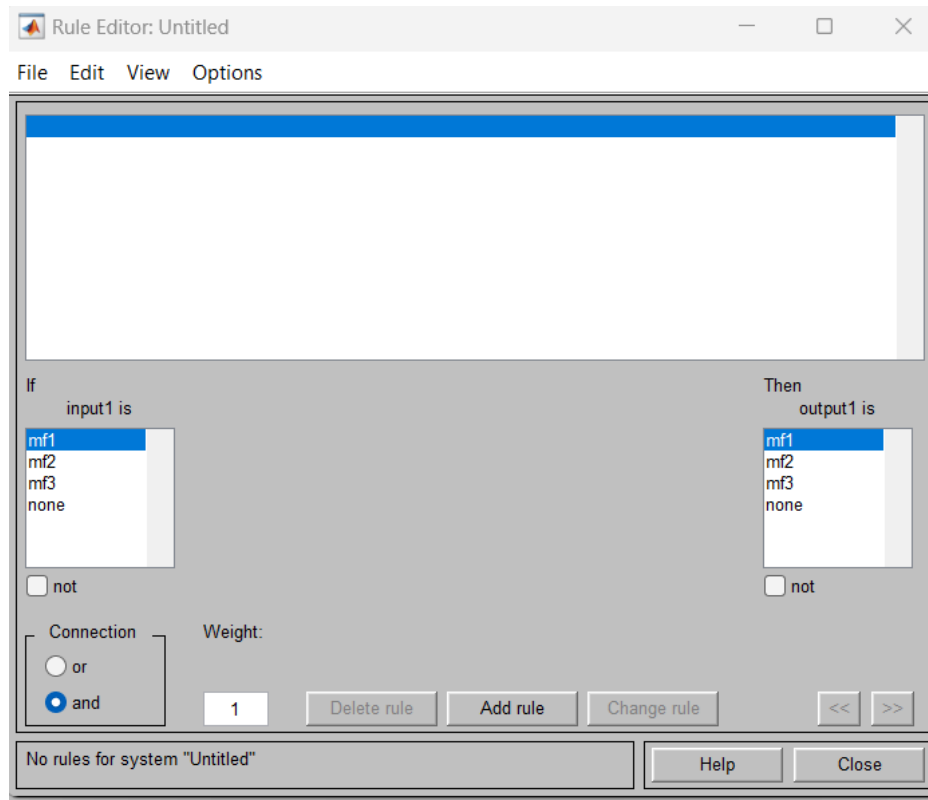 Rule Editor: Untitled
File Edit View Options
If
input1 is
mf1
mf2
mf3
none
not
Then
output1 is
mf1
mf2
mf3
none
not
Connection
or
and
Weight:
1
Delete rule
Add rule
Change rule
<<
>>
No rules for system "Untitled"
Help
Close